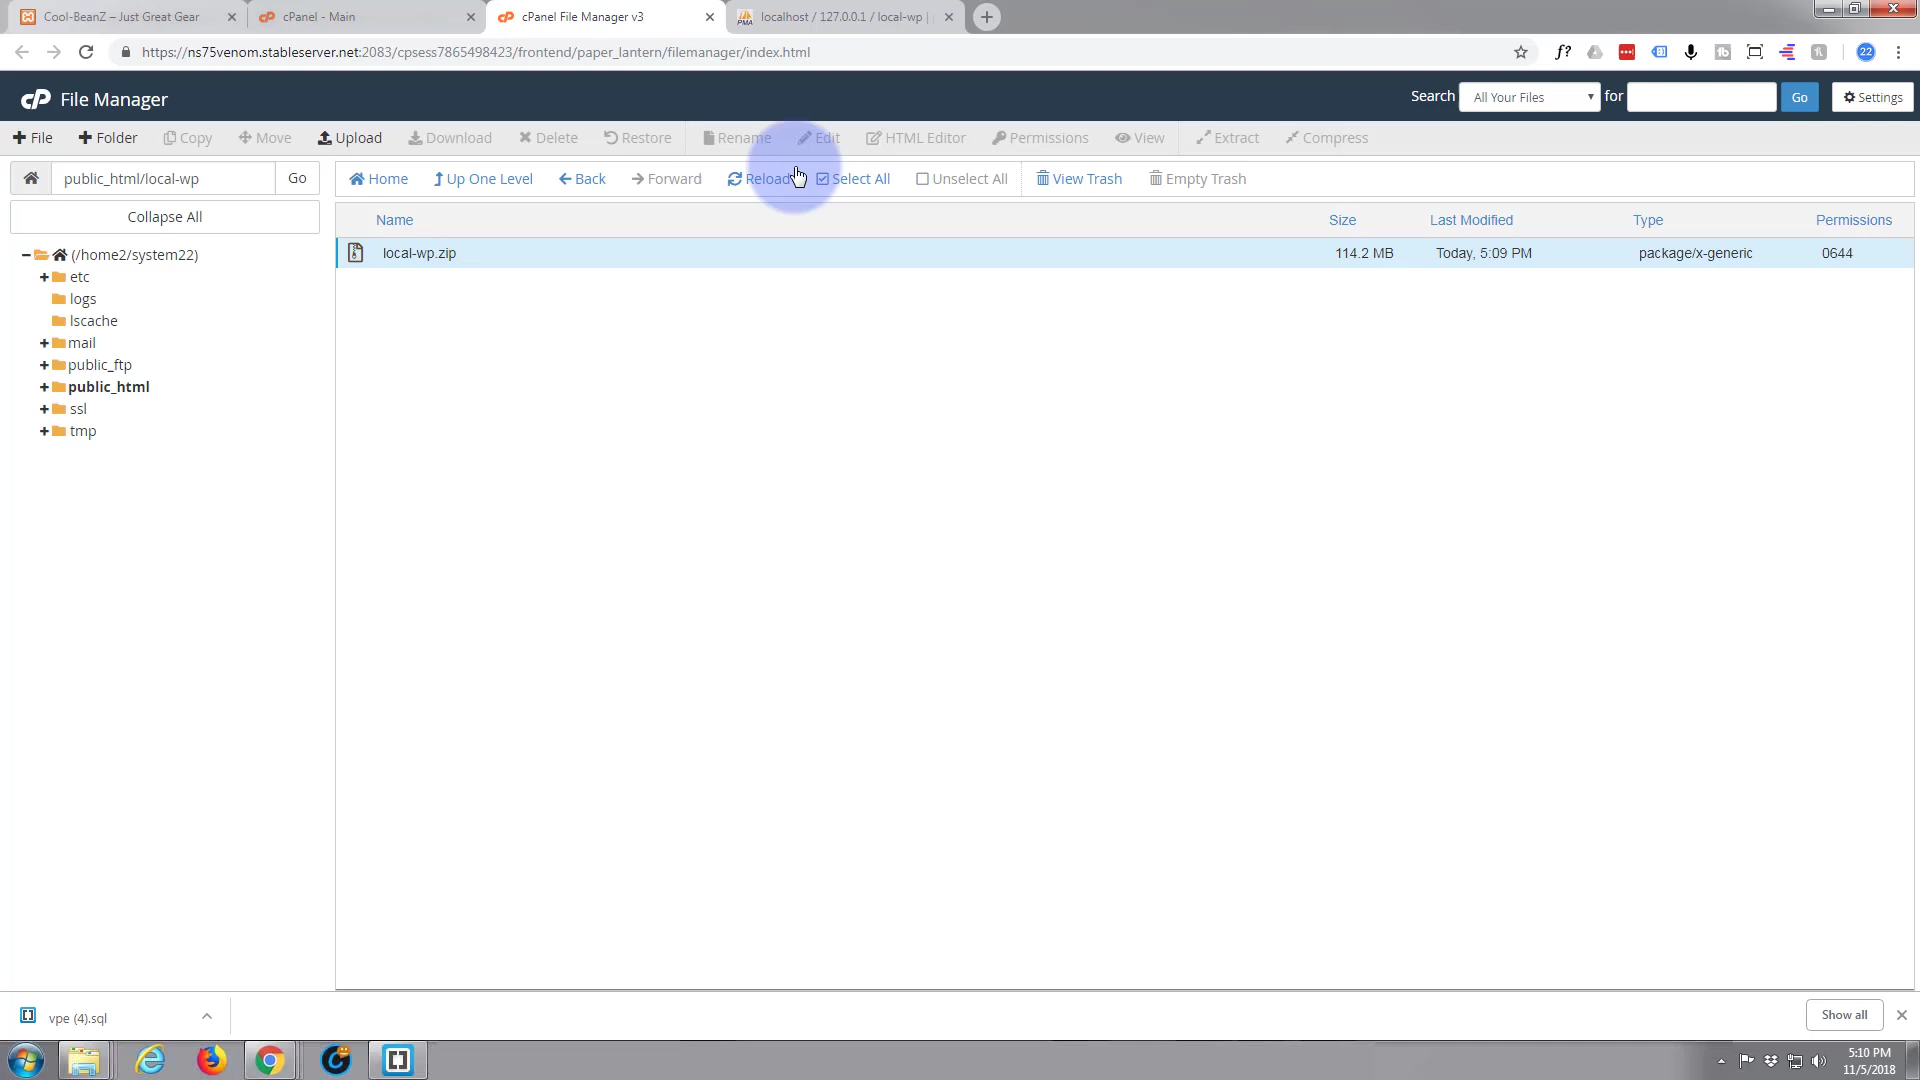 Cool-BeanZ – Just Great Gear
cPanel - Main
cPanel File Manager v3
localhost / 127.0.0.1 / local-wp |
https://ns75venom.stableserver.net:2083/cpsess7865498423/frontend/paper_lantern/filemanager/index.html
f?
22
cP File Manager
Search All Your Files for Go Settings
File Folder Copy Move Upload Download Delete Restore Rename Edit HTML Editor Permissions View Extract Compress
public_html/local-wp Go
Home Up One Level Back Forward Reload Select All Unselect All View Trash Empty Trash
Collapse All
Name Size Last Modified Type Permissions
local-wp.zip 114.2 MB Today, 5:09 PM package/x-generic 0644
(/home2/system22)
etc
logs
lscache
mail
public_ftp
public_html
ssl
tmp
vpe (4).sql
Show all
5:10 PM
11/5/2018